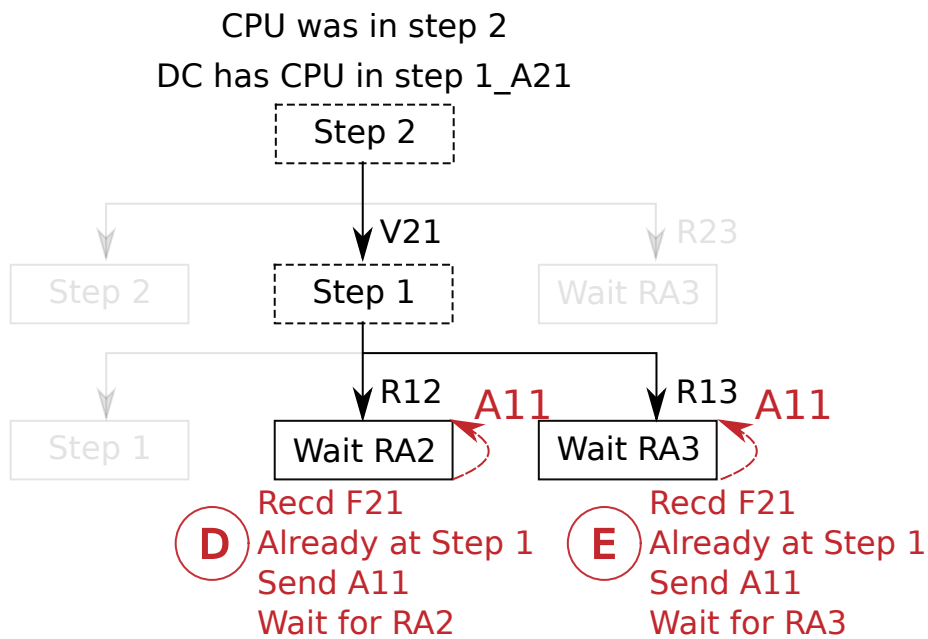 CPU was in step 2
DC has CPU in step 1_A21
Step 2
V21
R23
Step 2
Step 1
Wait RA3
R12
A11
R13
A11
Step 1
Wait RA2
Wait RA3
D
Recd F21
Already at Step 1
Send A11
Wait for RA2
E
Recd F21
Already at Step 1
Send A11
Wait for RA3